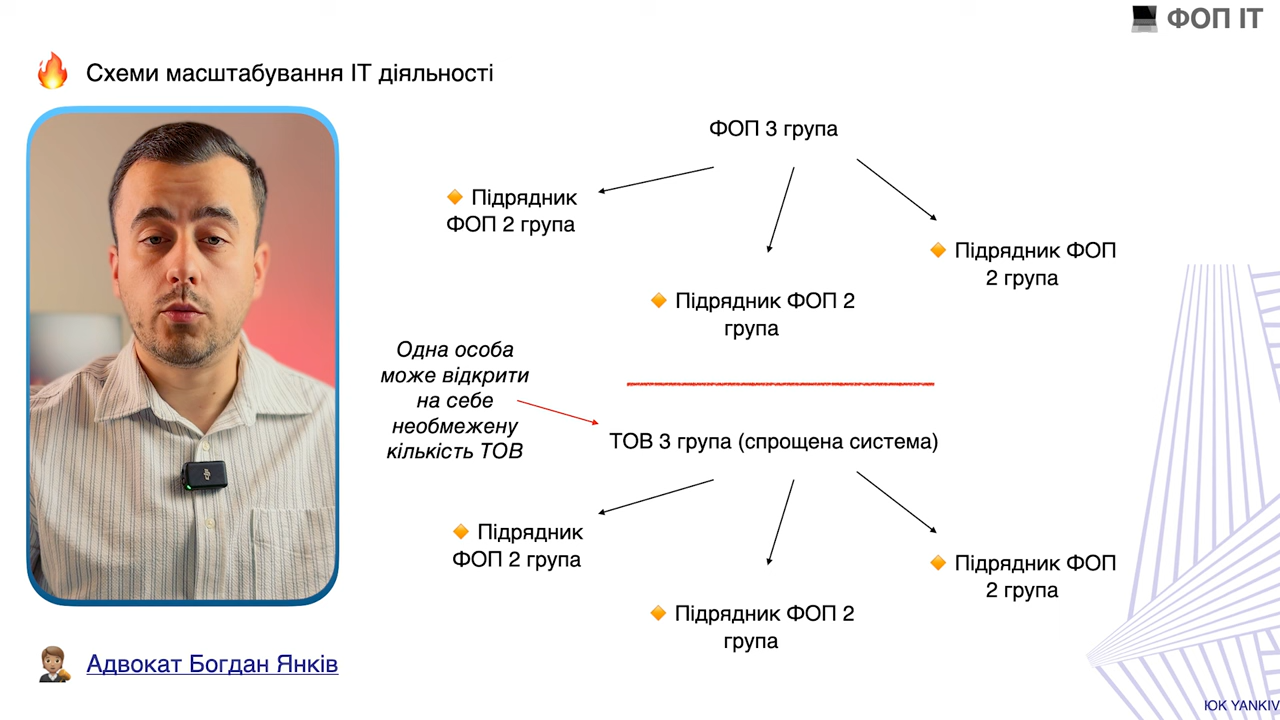 ФОП ІТ
Схеми масштабування ІТ діяльності
ФОП 3 група
Підрядник
ФОП 2 група
Підрядник ФОП
2 група
Підрядник ФОП 2
група
Одна особа
може відкрити
на себе
необмежену
кількість ТОВ
ТОВ 3 група (спрощена система)
Підрядник
ФОП 2 група
Підрядник ФОП
2 група
Підрядник ФОП 2
група
Адвокат Богдан Янків
ЮК YANKIV